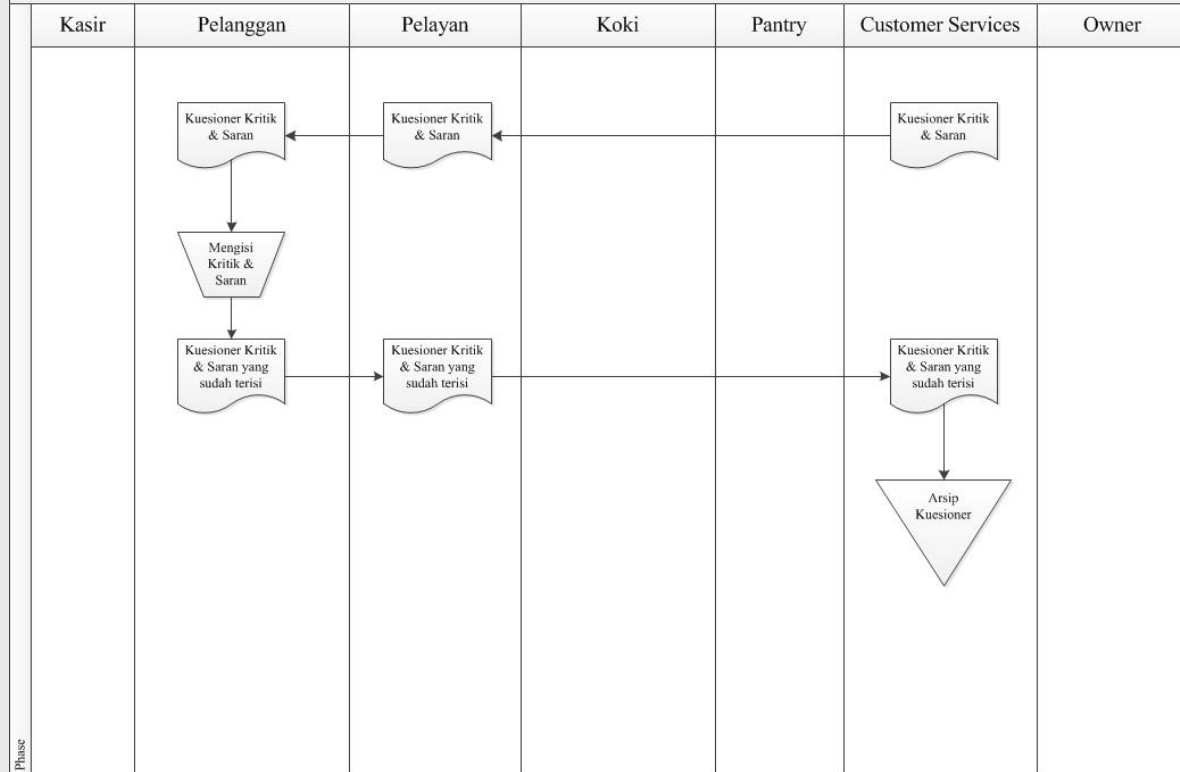 Kasir
Pelanggan
Pelayan
Koki
Pantry
Customer Services
Owner
Kuesioner Kritik
& Saran
Kuesioner Kritik
& Saran
Kuesioner Kritik
& Saran
Mengisi
Kritik &
Saran
Kuesioner Kritik
& Saran yang
sudah terisi
Kuesioner Kritik
& Saran yang
sudah terisi
Kuesioner Kritik
& Saran yang
sudah terisi
Arsip
Kuesioner
Phase